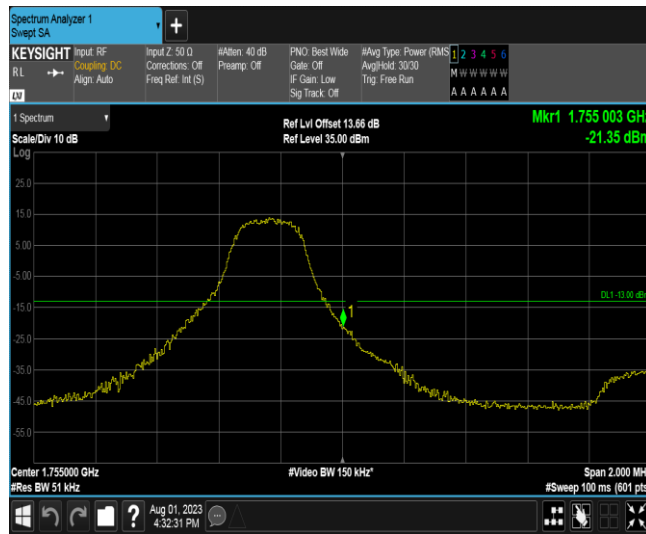 Spectrum Analyzer 1
Swept SA
KEYSIGHT
RL
LXI
Input: RF
Coupling: DC
Align: Auto
Input Z: 50 Ω
Corrections: Off
Freq Ref: Int (S)
#Atten: 40 dB
Preamp: Off
PNO: Best Wide
Gate: Off
IF Gain: Low
Sig Track: Off
#Avg Type: Power (RMS
Avg|Hold: 30/30
Trig: Free Run
1 2 3 4 5 6
M W W W W W
A A A A A A
1 Spectrum
Scale/Div 10 dB
Ref Lvl Offset 13.66 dB
Ref Level 35.00 dBm
Mkr1 1.755 003 GHz
-21.35 dBm
Log
25.0
15.0
5.00
-5.00
-15.0
-25.0
-35.0
-45.0
-55.0
DL1 -13.00 dBm
1
Center 1.755000 GHz
#Res BW 51 kHz
#Video BW 150 kHz*
Span 2.000 MH
#Sweep 100 ms (601 pts
?
Aug 01, 2023
4:32:31 PM